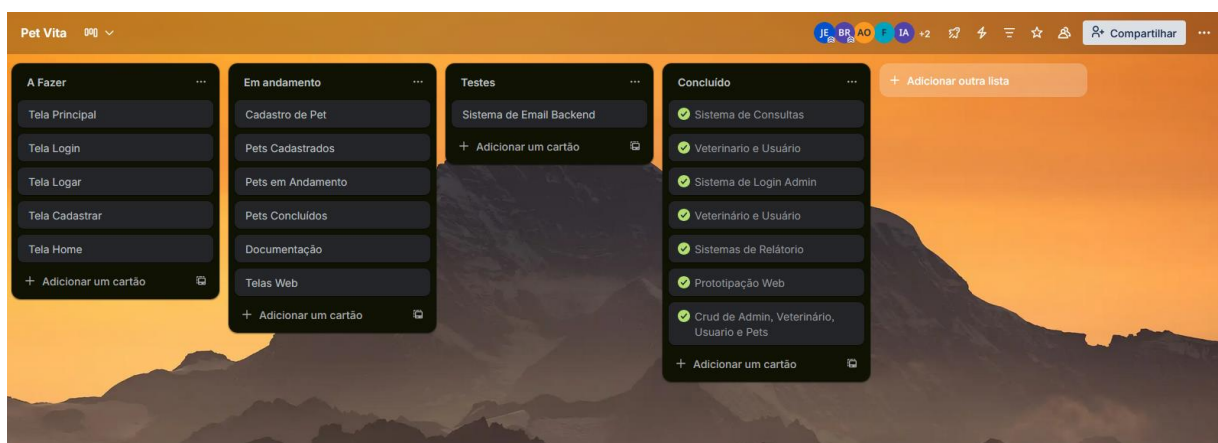 Pet Vita
JE BR AO F IA +2
Compartilhar
A Fazer
Tela Principal
Tela Login
Tela Logar
Tela Cadastrar
Tela Home
+ Adicionar um cartão
Em andamento
Cadastro de Pet
Pets Cadastrados
Pets em Andamento
Pets Concluídos
Documentação
Telas Web
+ Adicionar um cartão
Testes
Sistema de Email Backend
+ Adicionar um cartão
Concluído
Sistema de Consultas
Veterinario e Usuário
Sistema de Login Admin
Veterinário e Usuário
Sistemas de Relátorio
Prototipação Web
Crud de Admin, Veterinário,
Usuario e Pets
+ Adicionar um cartão
+ Adicionar outra lista